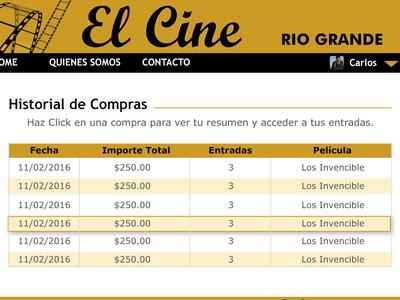 El Cine
RIO GRANDE
OME QUIENES SOMOS CONTACTO Carlos
Historial de Compras
Haz Click en una compra para ver tu resumen y acceder a tus entradas.
Fecha Importe Total Entradas Película
11/02/2016 $250.00 3 Los Invencible
11/02/2016 $250.00 3 Los Invencible
11/02/2016 $250.00 3 Los Invencible
11/02/2016 $250.00 3 Los Invencible
11/02/2016 $250.00 3 Los Invencible
11/02/2016 $250.00 3 Los Invencible